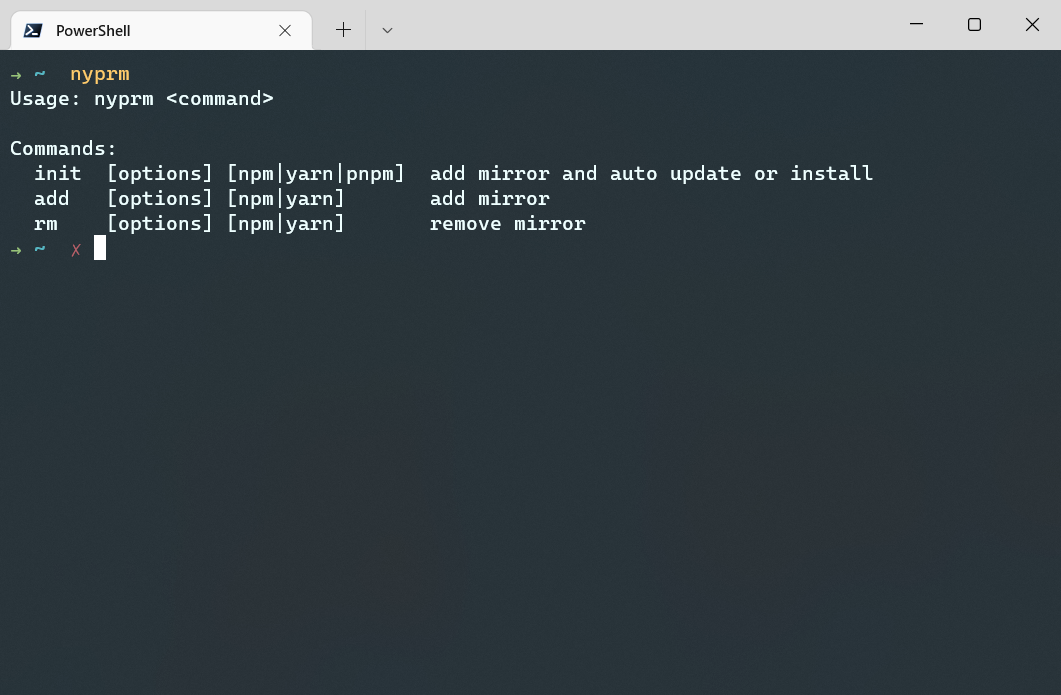 PowerShell
→ ~ nyprm
Usage: nyprm <command>
Commands:
init [options] [npm|yarn|pnpm] add mirror and auto update or install
add [options] [npm|yarn] add mirror
rm [options] [npm|yarn] remove mirror
→ ~ ✗